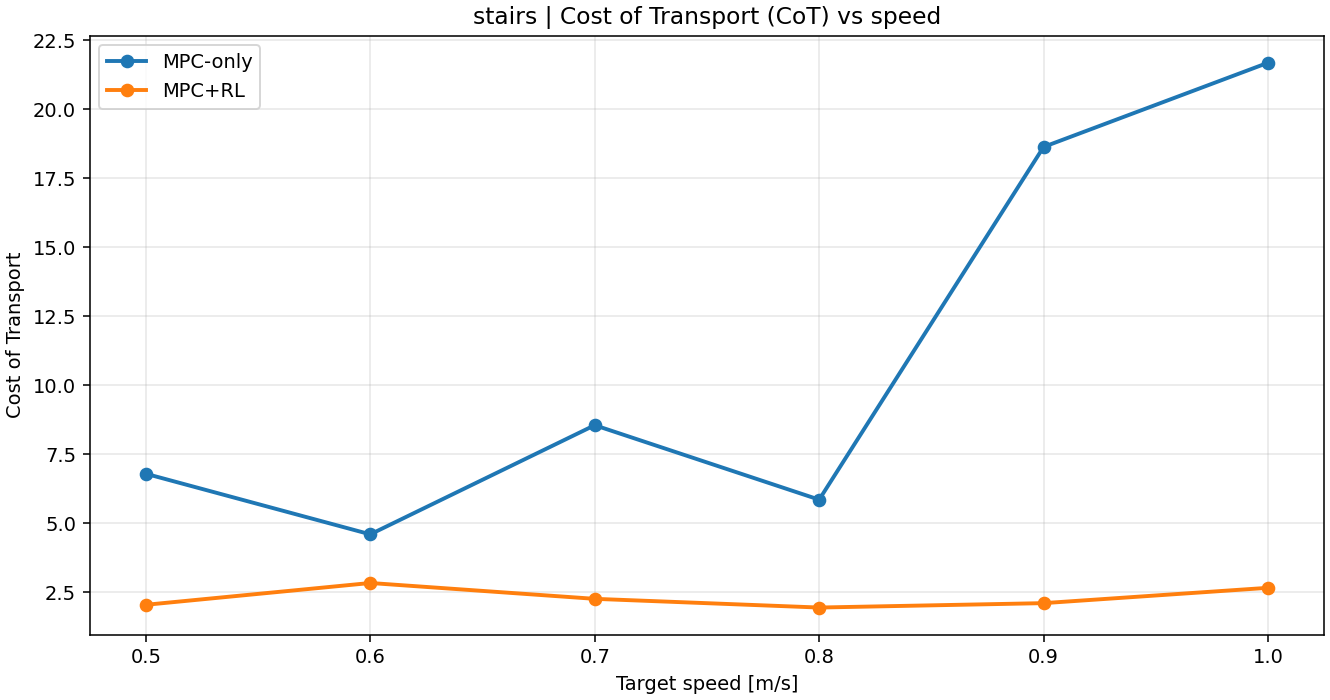 stairs | Cost of Transport (CoT) vs speed
MPC-only
MPC+RL
Cost of Transport
22.5
20.0
17.5
15.0
12.5
10.0
7.5
5.0
2.5
0.5 0.6 0.7 0.8 0.9 1.0
Target speed [m/s]